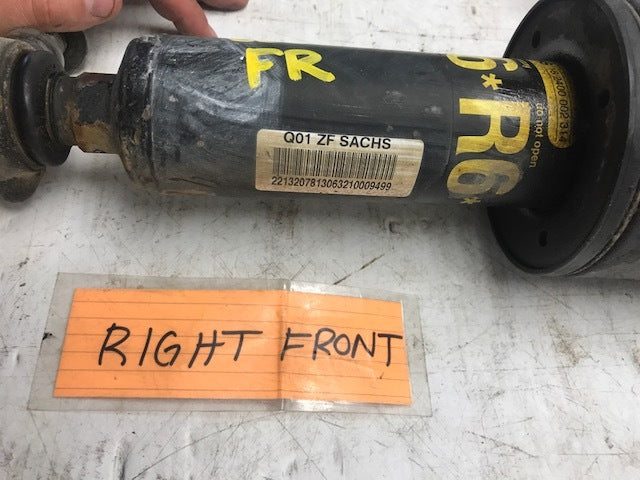 FR
Q01 ZF SACHS
2213207813063210009499
*R6*
do not open
RIGHT FRONT